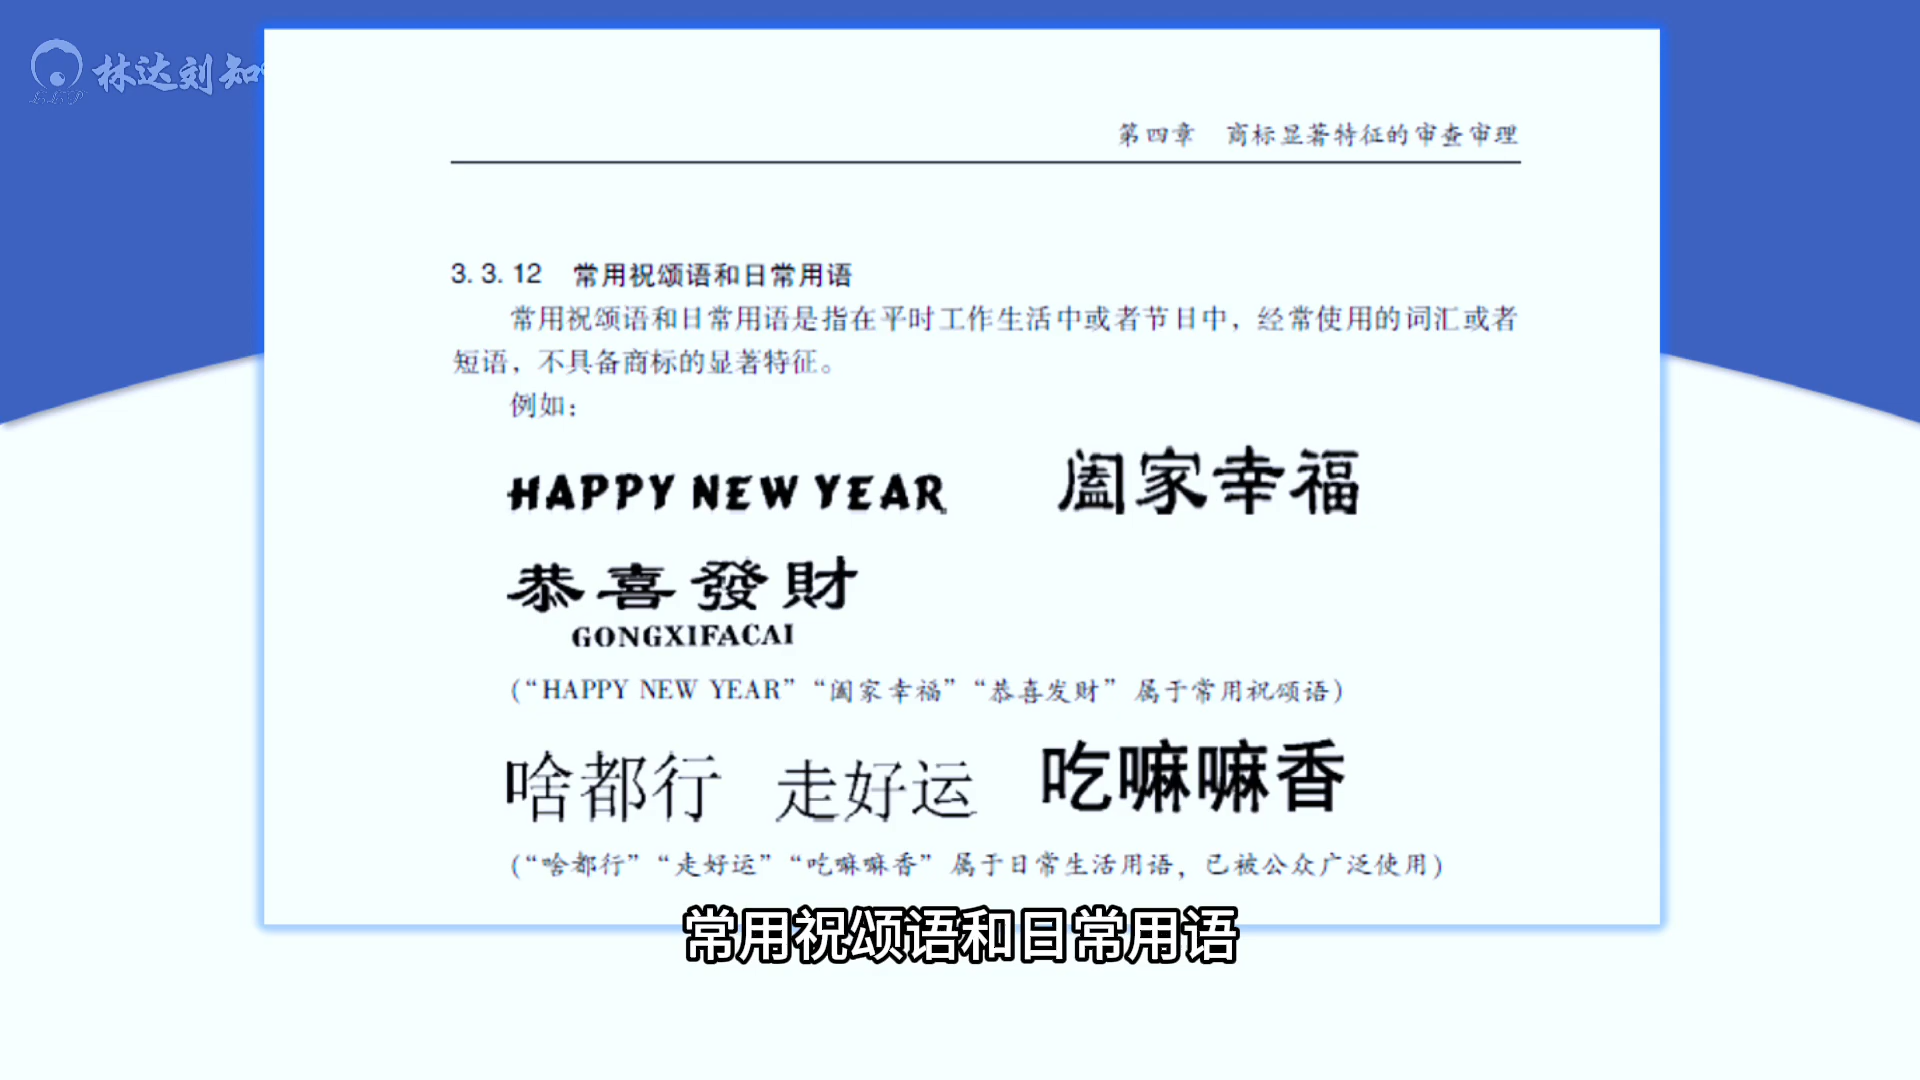 林达刘知
第四章 商标显著特征的审查审理
3.3.12 常用祝颂语和日常用语
常用祝颂语和日常用语是指在平时工作生活中或者节日中，经常使用的词汇或者
短语，不具备商标的显著特征。
例如：
HAPPY NEW YEAR 阖家幸福
恭喜發財
GONGXIFACAI
（“HAPPY NEW YEAR”“阖家幸福”“恭喜发财”属于常用祝颂语）
啥都行 走好运 吃嘛嘛香
（“啥都行”“走好运”“吃嘛嘛香”属于日常生活用语，已被公众广泛使用）
常用祝颂语和日常用语